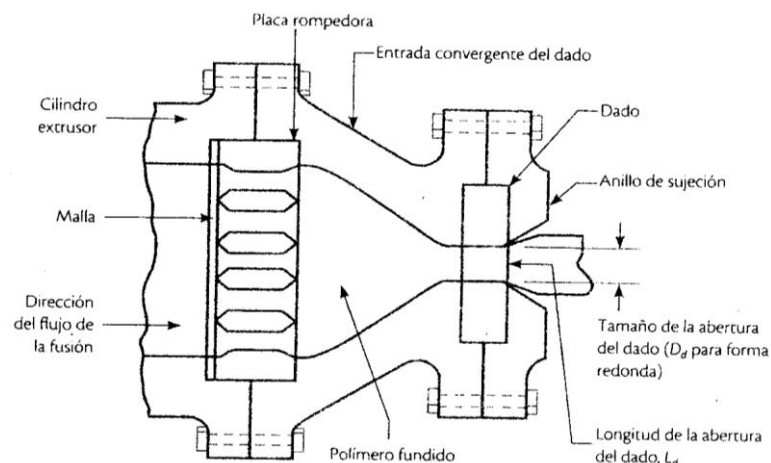 Placa rompedora
Entrada convergente del dado
Cilindro
extrusor
Dado
Anillo de sujeción
Malla
Dirección
del flujo de
la fusión
Tamaño de la abertura
del dado (D_d para forma
redonda)
Polímero fundido
Longitud de la abertura
del dado, L_d